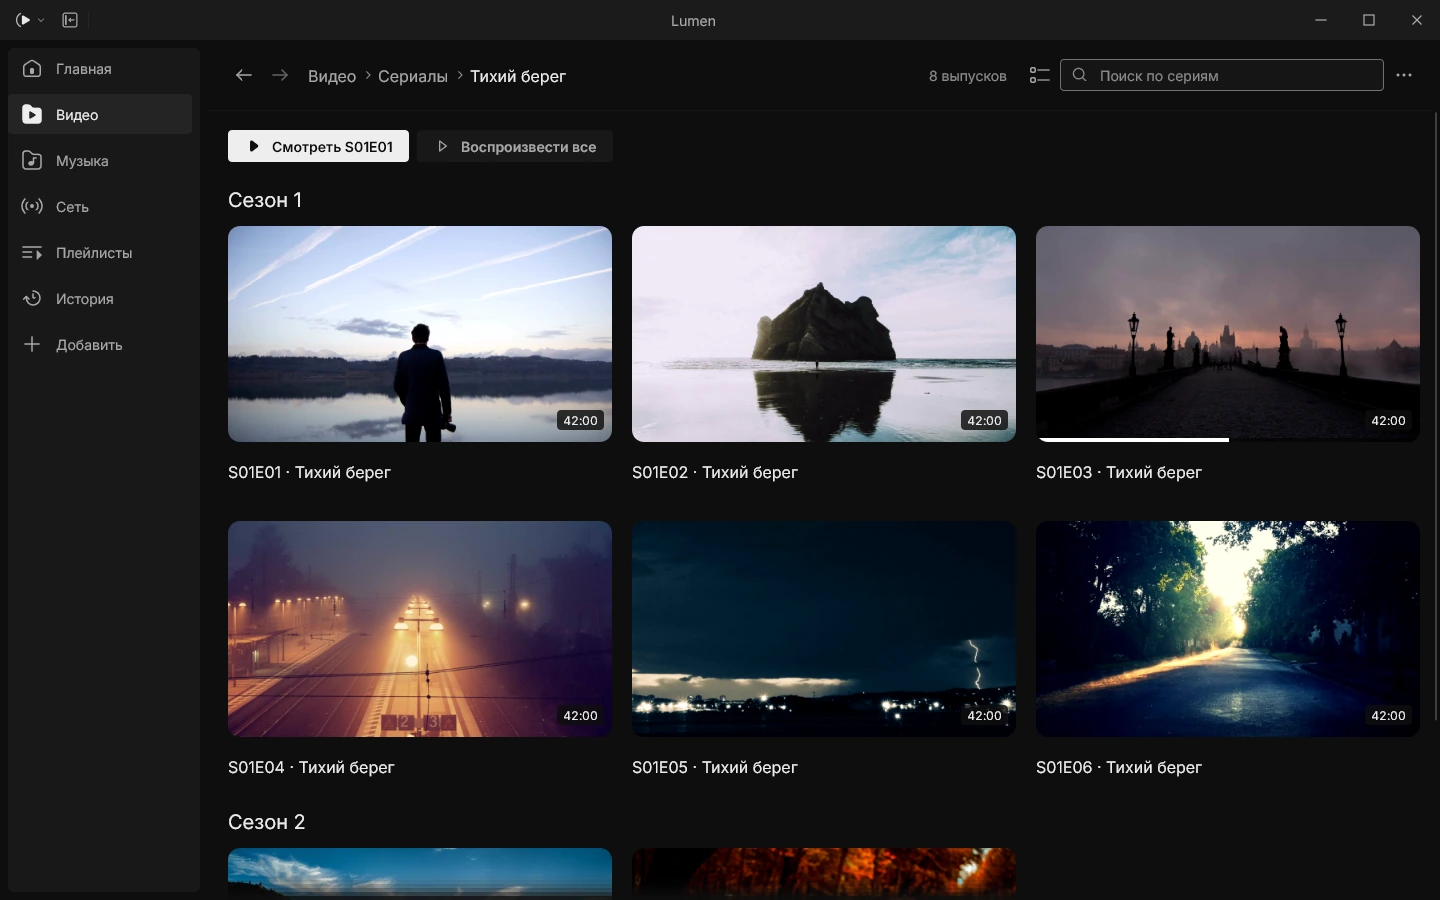 Lumen
Главная
Видео
Музыка
Сеть
Плейлисты
История
Добавить
Видео › Сериалы › Тихий берег
8 выпусков
Поиск по сериям
Смотреть S01E01
Воспроизвести все
Сезон 1
42:00
42:00
42:00
S01E01 · Тихий берег
S01E02 · Тихий берег
S01E03 · Тихий берег
2 3
42:00
42:00
42:00
S01E04 · Тихий берег
S01E05 · Тихий берег
S01E06 · Тихий берег
Сезон 2